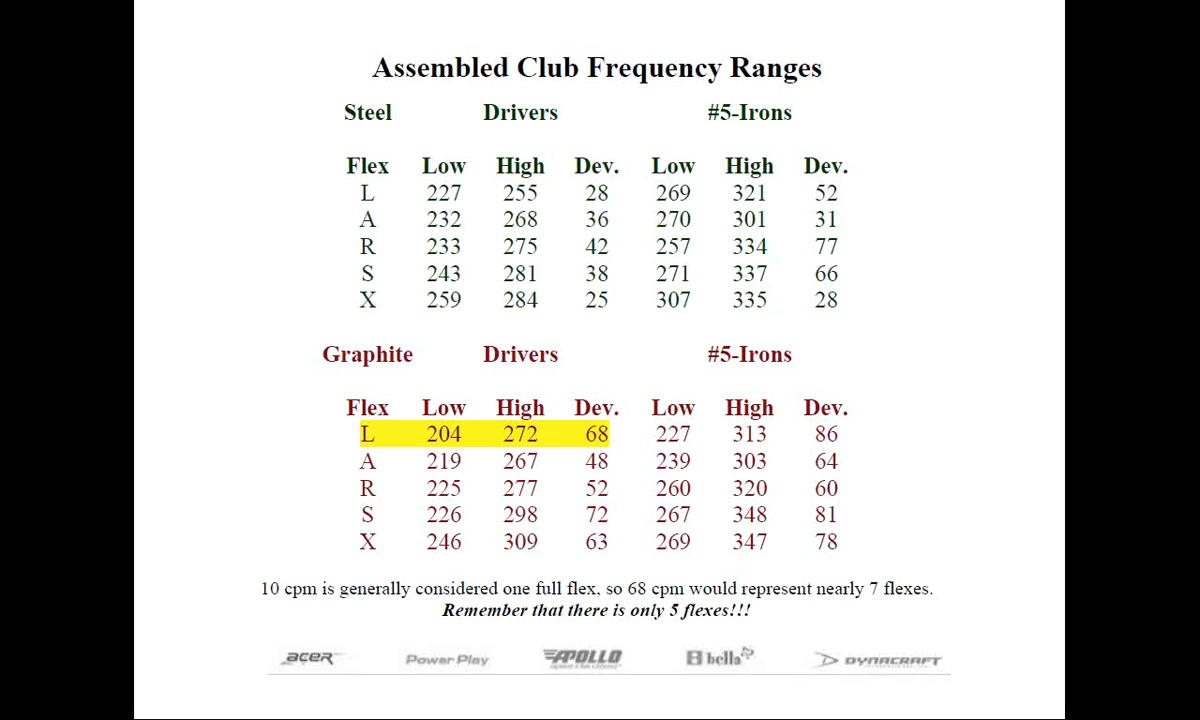 Assembled Club Frequency Ranges
Steel Drivers #5-Irons
Flex Low High Dev. Low High Dev.
L 227 255 28 269 321 52
A 232 268 36 270 301 31
R 233 275 42 257 334 77
S 243 281 38 271 337 66
X 259 284 25 307 335 28
Graphite Drivers #5-Irons
Flex Low High Dev. Low High Dev.
L 204 272 68 227 313 86
A 219 267 48 239 303 64
R 225 277 52 260 320 60
S 226 298 72 267 348 81
X 246 309 63 269 347 78
10 cpm is generally considered one full flex, so 68 cpm would represent nearly 7 flexes.
Remember that there is only 5 flexes!!!
acer Power Play APOLLO bella DYNACRAFT